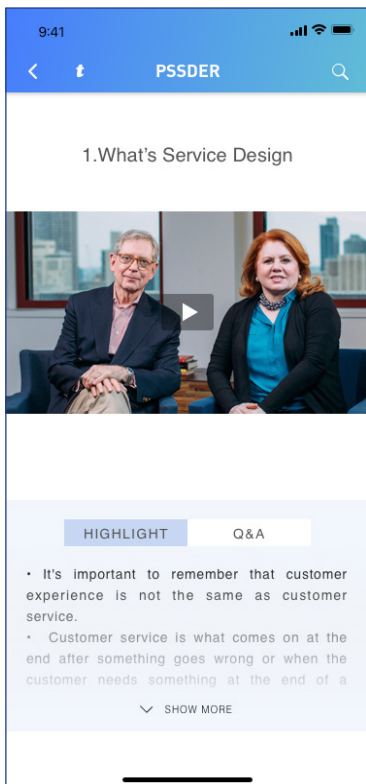 9:41
t PSSDER
1.What's Service Design
HIGHLIGHT Q&A
• It's important to remember that customer
experience is not the same as customer
service.
• Customer service is what comes on at the
end after something goes wrong or when the
customer needs something at the end of a
SHOW MORE